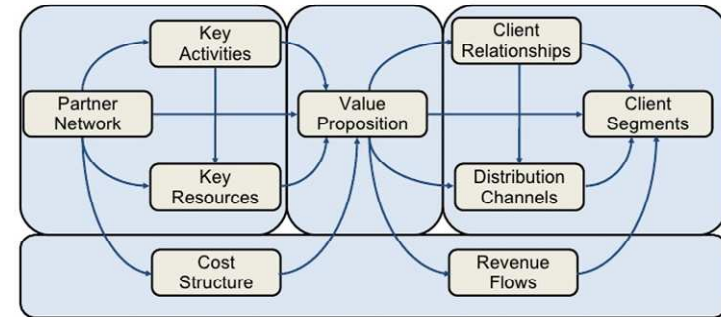 Key
Activities
Client
Relationships
Partner
Network
Value
Proposition
Client
Segments
Key
Resources
Distribution
Channels
Cost
Structure
Revenue
Flows